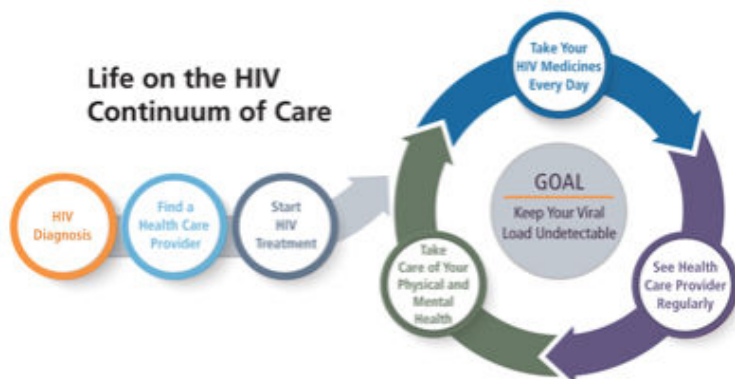 Life on the HIV
Continuum of Care
HIV
Diagnosis
Find a
Health Care
Provider
Start
HIV
Treatment
Take Your
HIV Medicines
Every Day
See Health
Care Provider
Regularly
Take
Care of Your
Physical and
Mental
Health
GOAL
Keep Your Viral
Load Undetectable